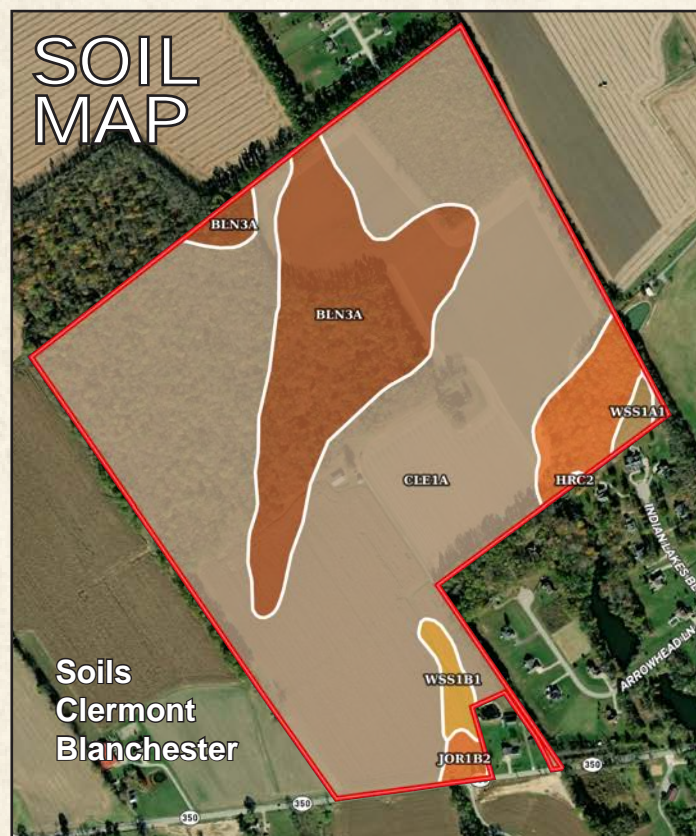 SOIL
MAP
BLN3A
BLN3A
WSS1A1
CLE1A
HRC2
INDIAN LAKES
WSS1B1
ARROWHEAD LN
JOR1B2
350
350
350
Soils
Clermont
Blanchester